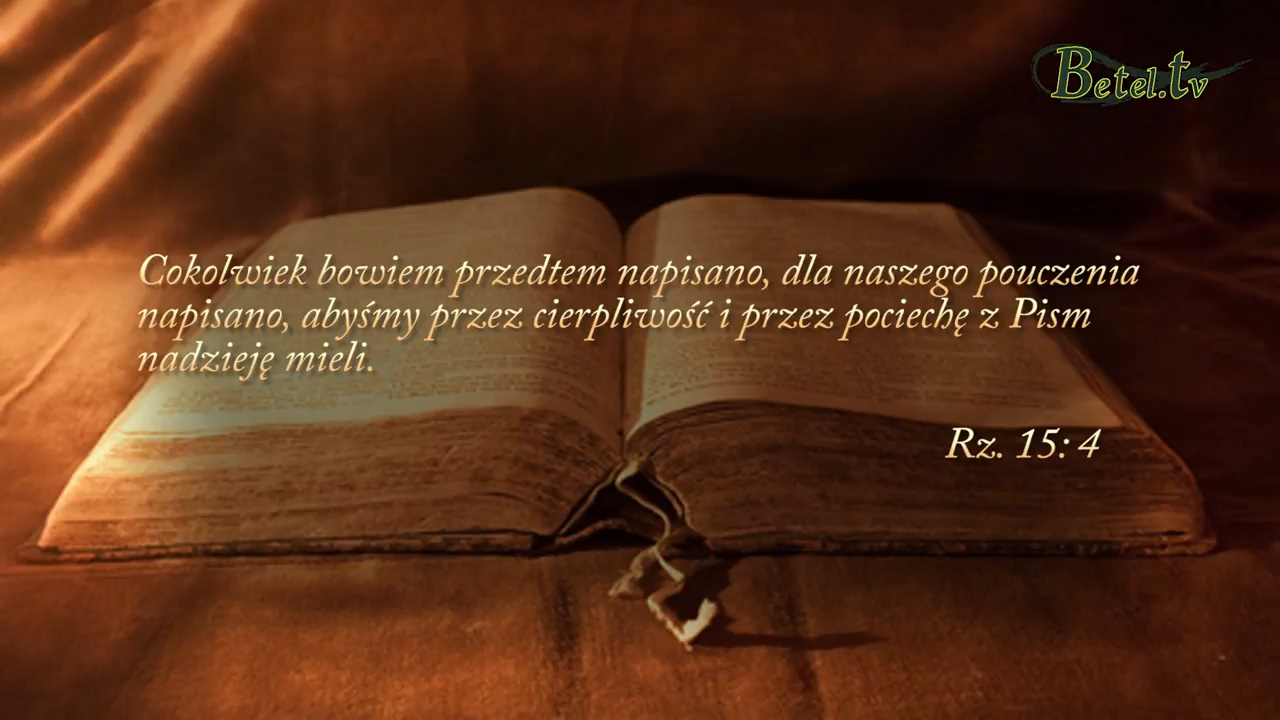 Betel.tv
Cokolwiek bowiem przedtem napisano, dla naszego pouczenia
napisano, abyśmy przez cierpliwość i przez pociechę z Pism
nadzieję mieli.
Rz. 15: 4